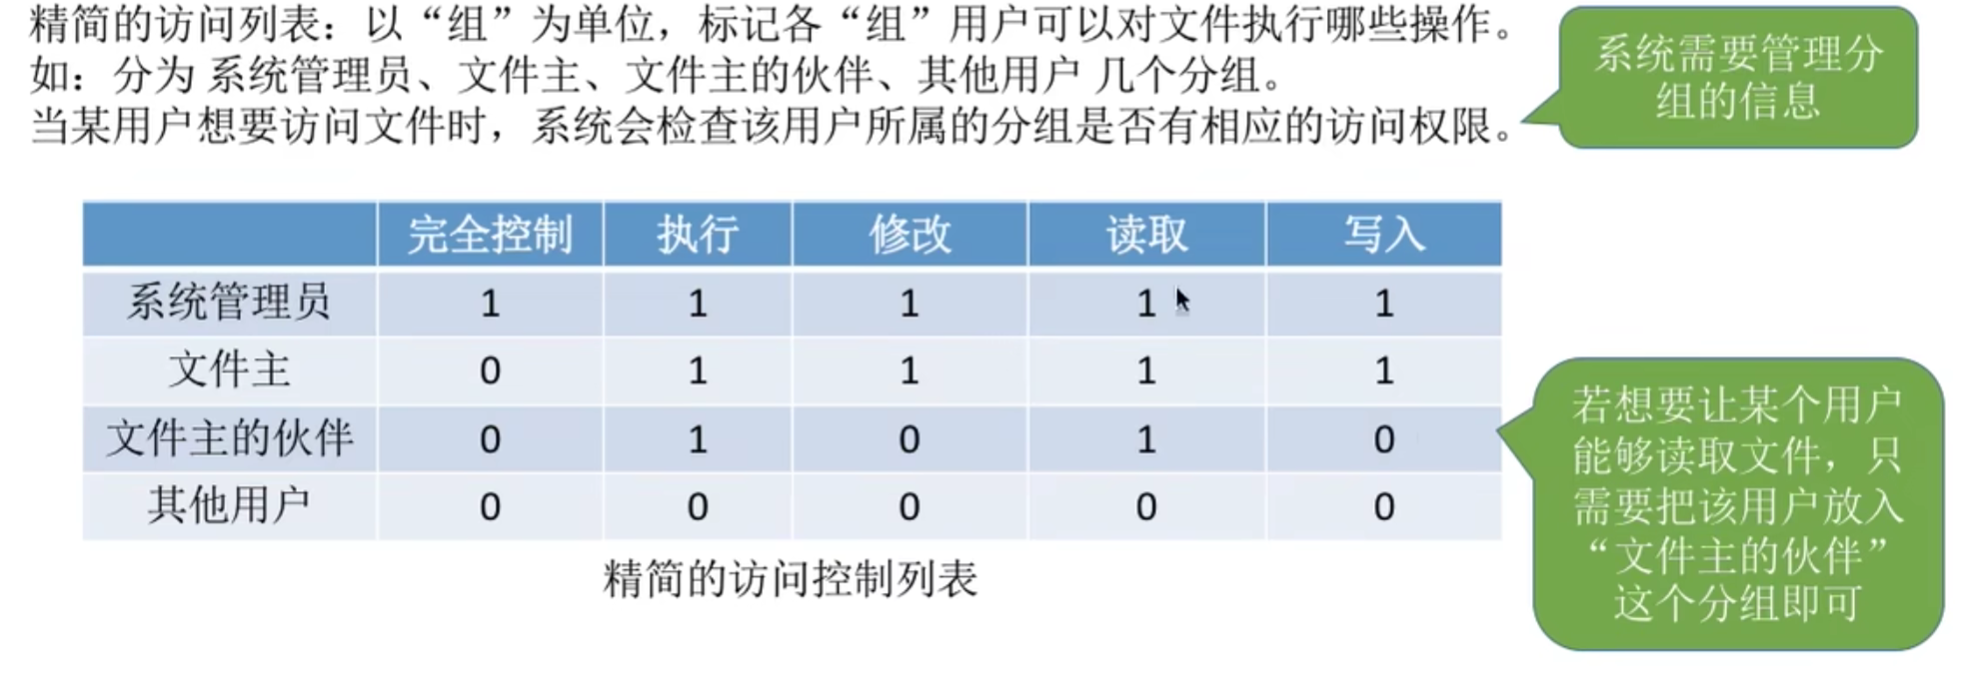 精简的访问列表：以“组”为单位，标记各“组”用户可以对文件执行哪些操作。
如：分为 系统管理员、文件主、文件主的伙伴、其他用户 几个分组。
当某用户想要访问文件时，系统会检查该用户所属的分组是否有相应的访问权限。
系统需要管理分
组的信息
完全控制 执行 修改 读取 写入
系统管理员 1 1 1 1 1
文件主 0 1 1 1 1
文件主的伙伴 0 1 0 1 0
其他用户 0 0 0 0 0
精简的访问控制列表
若想要让某个用户
能够读取文件，只
需要把该用户放入
“文件主的伙伴”
这个分组即可